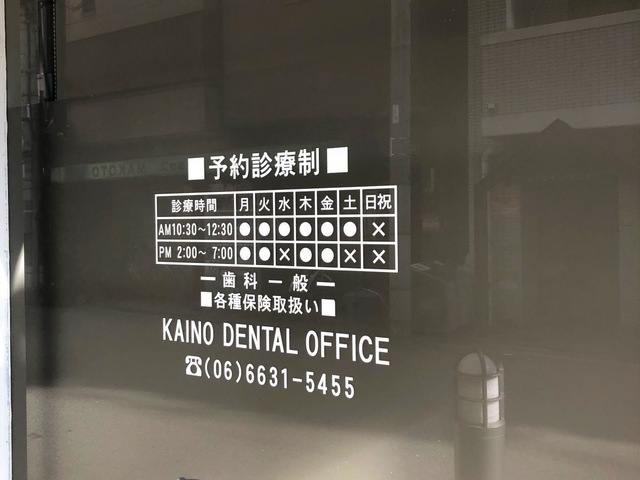 ■予約診療制■
診療時間 月 火 水 木 金 土 日祝
AM10:30~12:30 ● ● ● ● ● ● ×
PM 2:00~ 7:00 ● ● × ● ● × ×
ー歯科一般ー
■各種保険取扱い■
KAINO DENTAL OFFICE
☎(06)6631-5455